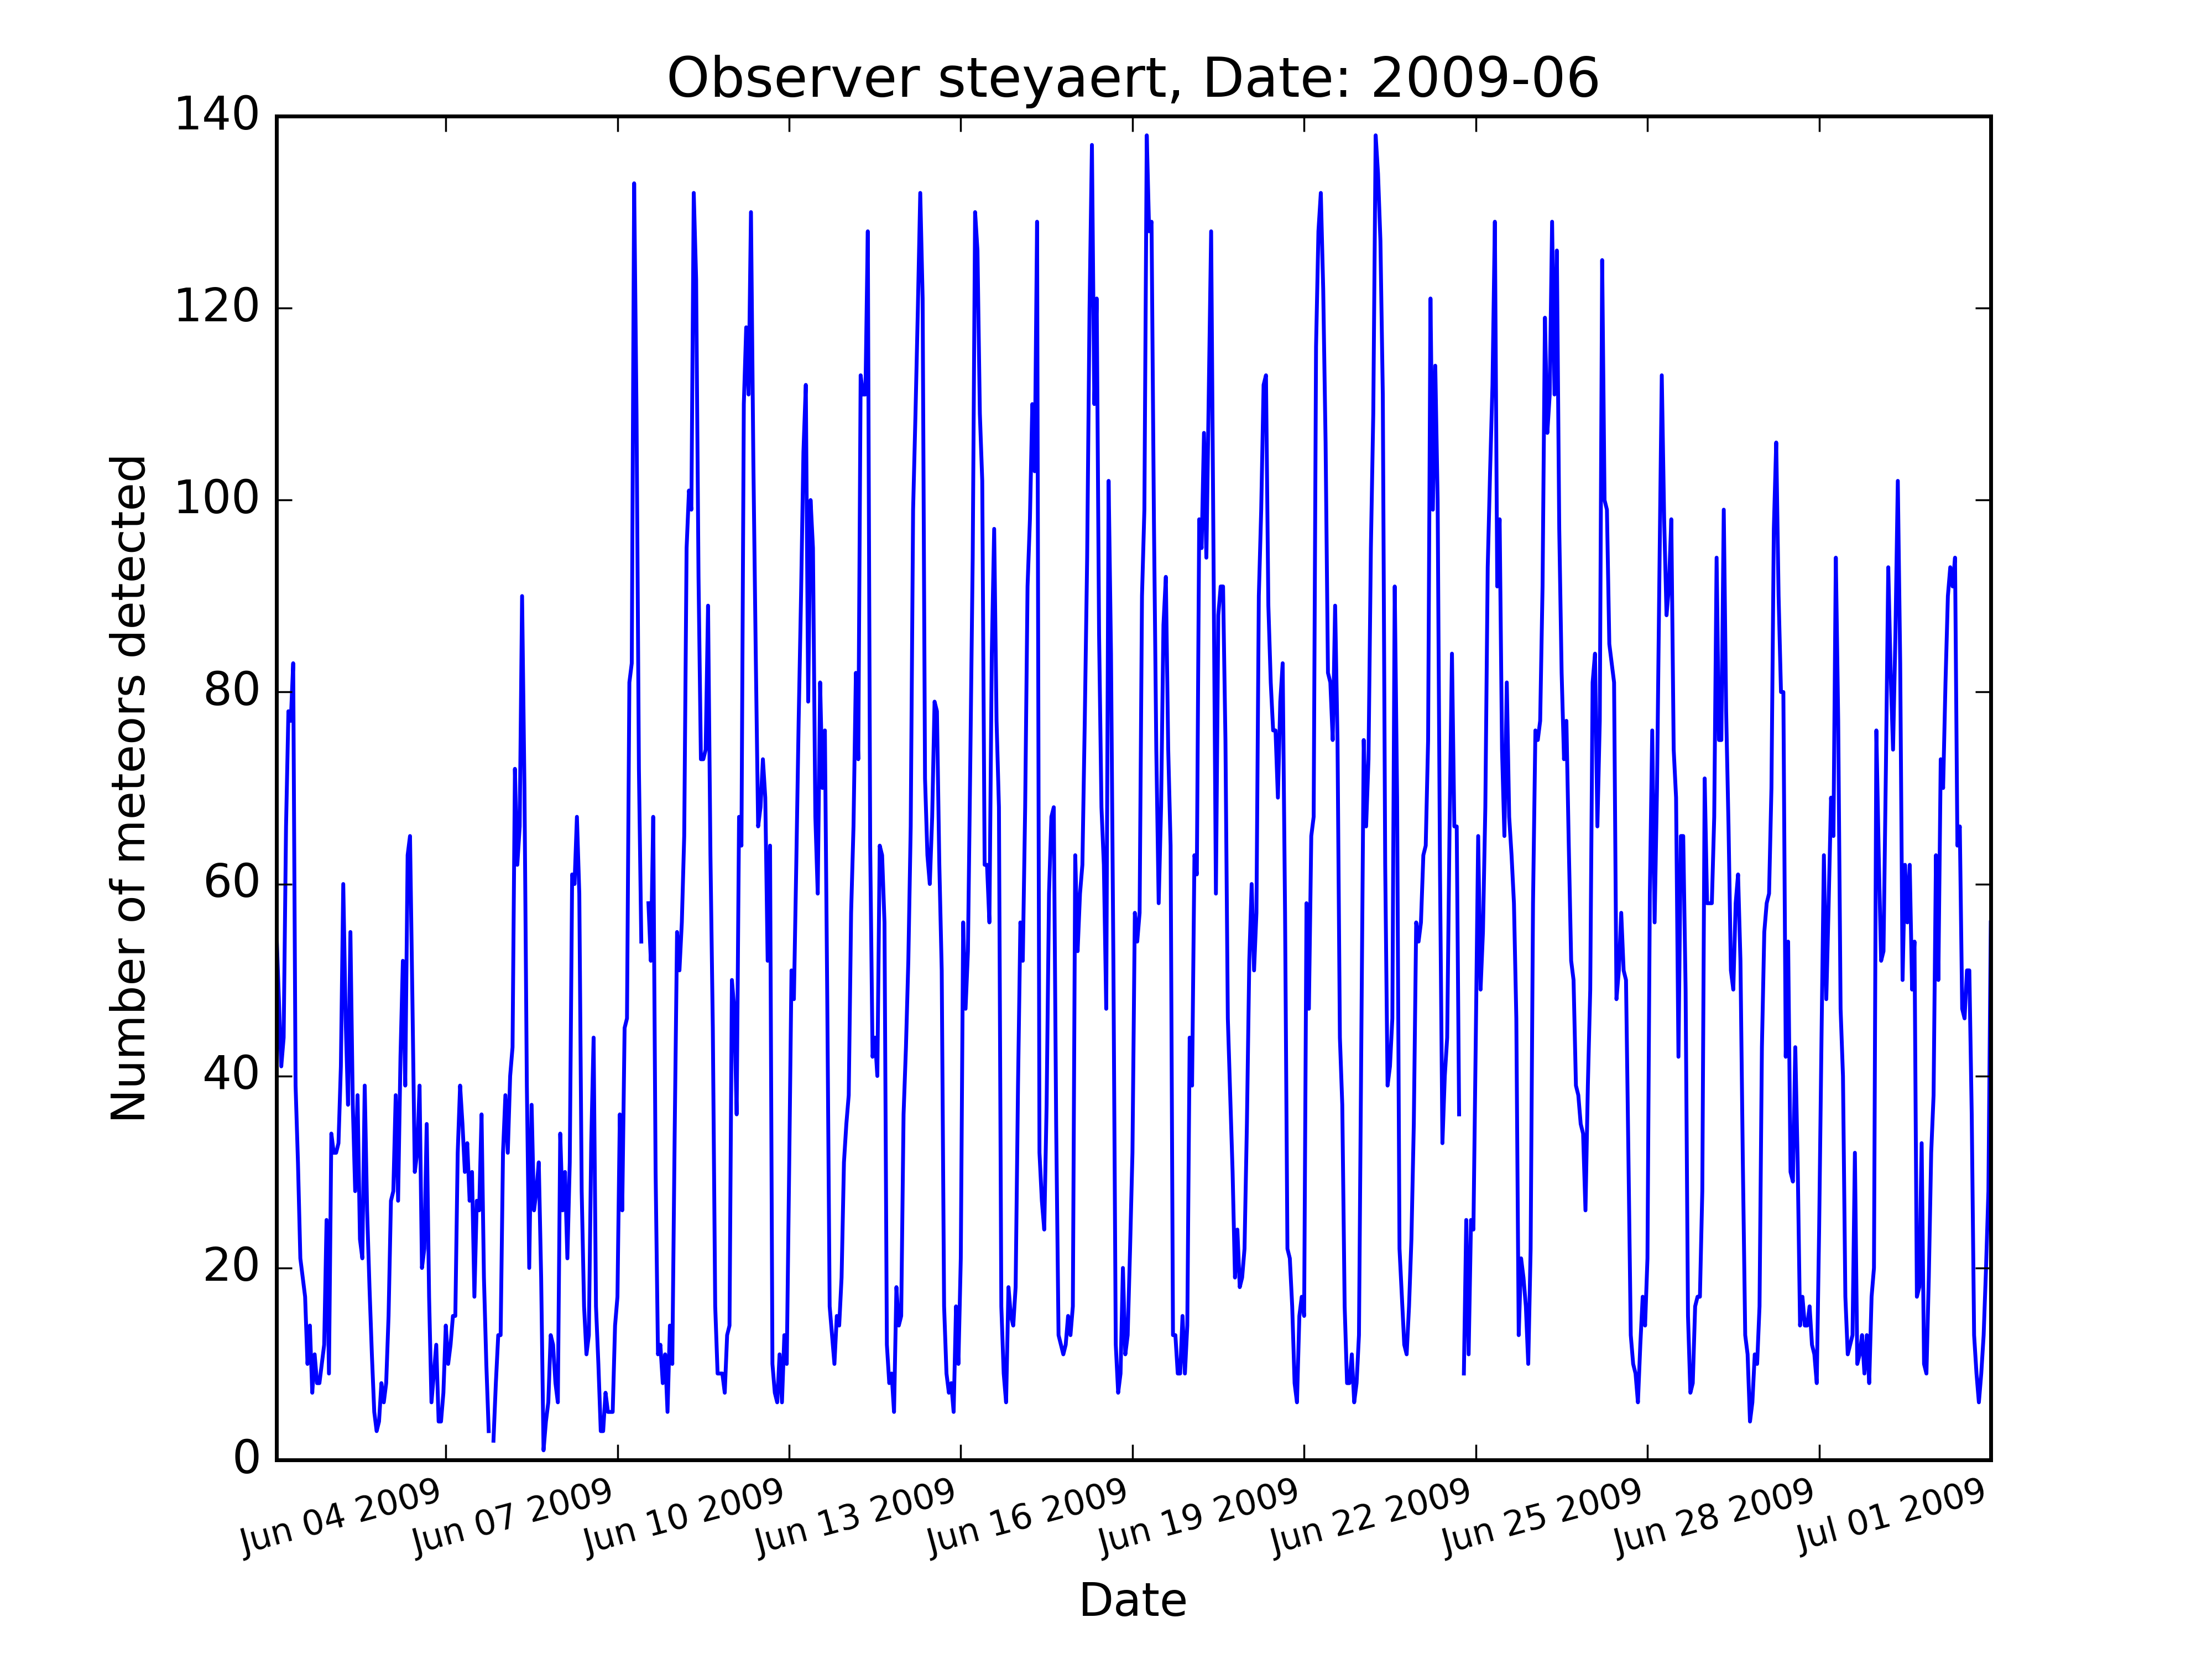 Observer steyaert, Date: 2009-06
140
120
100
80
60
40
20
0
Number of meteors detected
Jun 04 2009
Jun 07 2009
Jun 10 2009
Jun 13 2009
Jun 16 2009
Jun 19 2009
Jun 22 2009
Jun 25 2009
Jun 28 2009
Jul 01 2009
Date